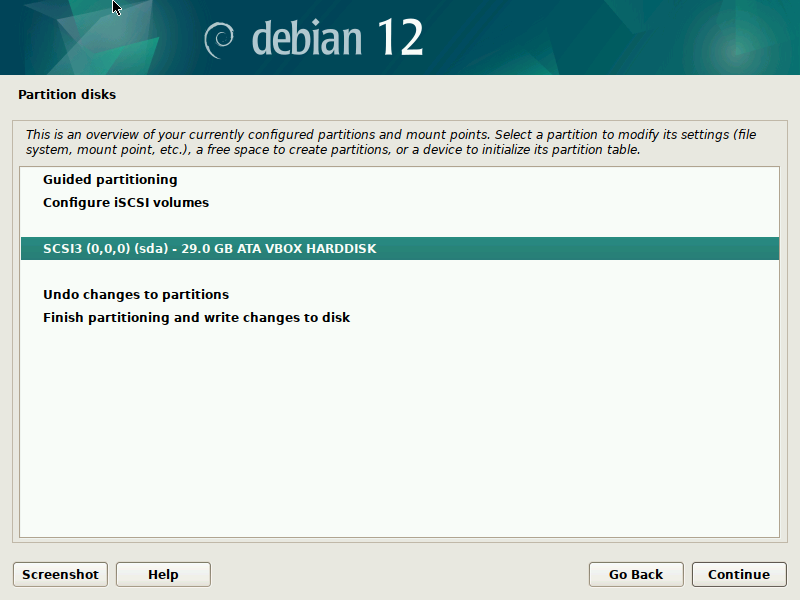 debian 12
Partition disks
This is an overview of your currently configured partitions and mount points. Select a partition to modify its settings (file
system, mount point, etc.), a free space to create partitions, or a device to initialize its partition table.
Guided partitioning
Configure iSCSI volumes
SCSI3 (0,0,0) (sda) - 29.0 GB ATA VBOX HARDDISK
Undo changes to partitions
Finish partitioning and write changes to disk
Screenshot Help Go Back Continue